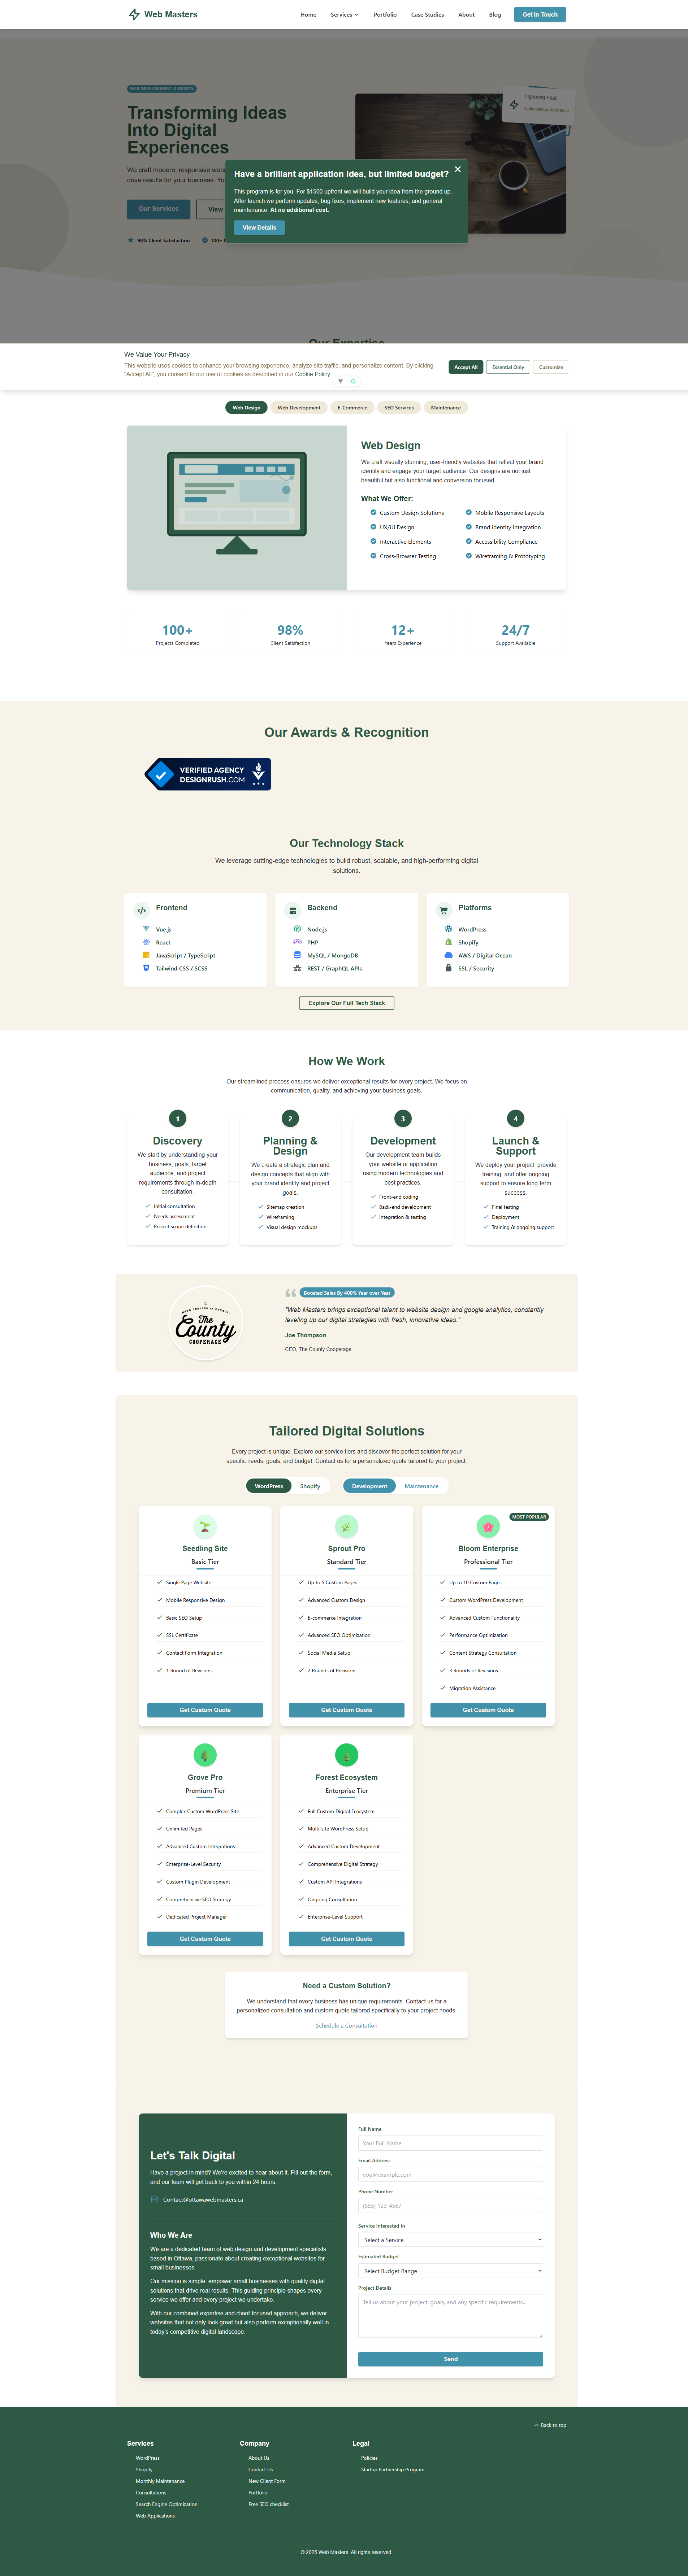 Web Masters
Home
Services
Portfolio
Case Studies
About
Blog
Get in Touch
WEB DEVELOPMENT & DESIGN
Transforming Ideas
Into Digital
Experiences
We craft modern, responsive
drive results for your business. You
Our Services
View
98% Client Satisfaction
100+
Lightning Fast
Optimized performance
Have a brilliant application idea, but limited budget?
This program is for you. For $1500 upfront we will build your idea from the ground up.
After launch we perform updates, bug fixes, implement new features, and general
maintenance. At no additional cost.
View Details
Our Expertise
We Value Your Privacy
This website uses cookies to enhance your browsing experience, analyze site traffic, and personalize content. By clicking
"Accept All", you consent to our use of cookies as described in our Cookie Policy.
Accept All
Essential Only
Customize
Web Design
Web Development
E-Commerce
SEO Services
Maintenance
Web Design
We craft visually stunning, user-friendly websites that reflect your brand
identity and engage your target audience. Our designs are not just
beautiful but also functional and conversion-focused.
What We Offer:
Custom Design Solutions
Mobile Responsive Layouts
UX/UI Design
Brand Identity Integration
Interactive Elements
Accessibility Compliance
Cross-Browser Testing
Wireframing & Prototyping
100+
Projects Completed
98%
Client Satisfaction
12+
Years Experience
24/7
Support Available
Our Awards & Recognition
VERIFIED AGENCY
DESIGNRUSH.COM
Our Technology Stack
We leverage cutting-edge technologies to build robust, scalable, and high-performing digital
solutions.
Frontend
Vue.js
React
JavaScript / TypeScript
Tailwind CSS / SCSS
Backend
Node.js
PHP
MySQL / MongoDB
REST / GraphQL APIs
Platforms
WordPress
Shopify
AWS / Digital Ocean
SSL / Security
Explore Our Full Tech Stack
How We Work
Our streamlined process ensures we deliver exceptional results for every project. We focus on
communication, quality, and achieving your business goals.
1
Discovery
We start by understanding your
business, goals, target
audience, and project
requirements through in-depth
consultation.
Initial consultation
Needs assessment
Project scope definition
2
Planning &
Design
We create a strategic plan and
design concepts that align with
your brand identity and project
goals.
Sitemap creation
Wireframing
Visual design mockups
3
Development
Our development team builds
your website or application
using modern technologies and
best practices.
Front-end coding
Back-end development
Integration & testing
4
Launch &
Support
We deploy your project, provide
training, and offer ongoing
support to ensure long-term
success.
Final testing
Deployment
Training & ongoing support
The
County
COOPERAGE
Boosted Sales By 400% Year over Year
"Web Masters brings exceptional talent to website design and google analytics, constantly
leveling up our digital strategies with fresh, innovative ideas."
Joe Thompson
CEO, The County Cooperage
Tailored Digital Solutions
Every project is unique. Explore our service tiers and discover the perfect solution for your
specific needs, goals, and budget. Contact us for a personalized quote tailored to your project.
WordPress
Shopify
Development
Maintenance
Seedling Site
Basic Tier
Single Page Website
Mobile Responsive Design
Basic SEO Setup
SSL Certificate
Contact Form Integration
1 Round of Revisions
Get Custom Quote
Sprout Pro
Standard Tier
Up to 5 Custom Pages
Advanced Custom Design
E-commerce Integration
Advanced SEO Optimization
Social Media Setup
2 Rounds of Revisions
Get Custom Quote
MOST POPULAR
Bloom Enterprise
Professional Tier
Up to 10 Custom Pages
Custom WordPress Development
Advanced Custom Functionality
Performance Optimization
Content Strategy Consultation
3 Rounds of Revisions
Migration Assistance
Get Custom Quote
Grove Pro
Premium Tier
Complex Custom WordPress Site
Unlimited Pages
Advanced Custom Integrations
Enterprise-Level Security
Custom Plugin Development
Comprehensive SEO Strategy
Dedicated Project Manager
Get Custom Quote
Forest Ecosystem
Enterprise Tier
Full Custom Digital Ecosystem
Multi-site WordPress Setup
Advanced Custom Development
Comprehensive Digital Strategy
Custom API Integrations
Ongoing Consultation
Enterprise-Level Support
Get Custom Quote
Need a Custom Solution?
We understand that every business has unique requirements. Contact us for a
personalized consultation and custom quote tailored specifically to your project needs.
Schedule a Consultation
Let's Talk Digital
Have a project in mind? We're excited to hear about it. Fill out the form,
and our team will get back to you within 24 hours.
Contact@ottawawebmasters.ca
Who We Are
We are a dedicated team of web design and development specialists
based in Ottawa, passionate about creating exceptional websites for
small businesses.
Our mission is simple: empower small businesses with quality digital
solutions that drive real results. This guiding principle shapes every
service we offer and every project we undertake.
With our combined expertise and client-focused approach, we deliver
websites that not only look great but also perform exceptionally well in
today's competitive digital landscape.
Full Name
Your Full Name
Email Address
you@example.com
Phone Number
(555) 123-4567
Service Interested In
Select a Service
Estimated Budget
Select Budget Range
Project Details
Tell us about your project, goals, and any specific requirements...
Send
Back to top
Services
WordPress
Shopify
Monthly Maintenance
Consultations
Search Engine Optimization
Web Applications
Company
About Us
Contact Us
New Client Form
Portfolio
Free SEO checklist
Legal
Policies
Startup Partnership Program
© 2025 Web Masters. All rights reserved.